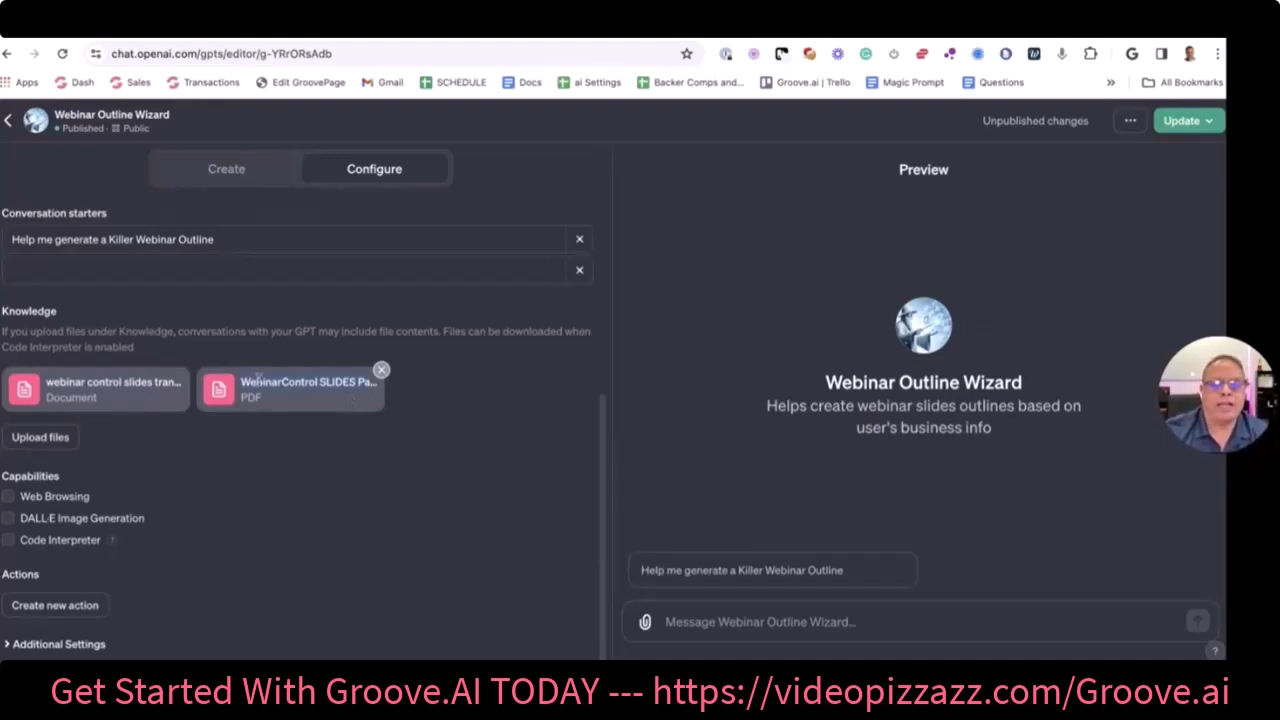 chat.openai.com/gpts/editor/g-YRrORsAdb
Apps Dash Sales Transactions Edit GroovePage Gmail SCHEDULE Docs ai Settings Backer Comps and... Groove.ai | Trello Magic Prompt Questions » All Bookmarks
Webinar Outline Wizard
Published · Public
Unpublished changes
Update
Create
Configure
Preview
Conversation starters
Help me generate a Killer Webinar Outline
Knowledge
If you upload files under Knowledge, conversations with your GPT may include file contents. Files can be downloaded when
Code Interpreter is enabled
webinar control slides tran...
Document
WebinarControl SLIDES Pa...
PDF
Upload files
Capabilities
Web Browsing
DALL·E Image Generation
Code Interpreter ?
Actions
Create new action
Additional Settings
Webinar Outline Wizard
Helps create webinar slides outlines based on
user's business info
Help me generate a Killer Webinar Outline
Message Webinar Outline Wizard...
?
Get Started With Groove.AI TODAY --- https://videopizzazz.com/Groove.ai